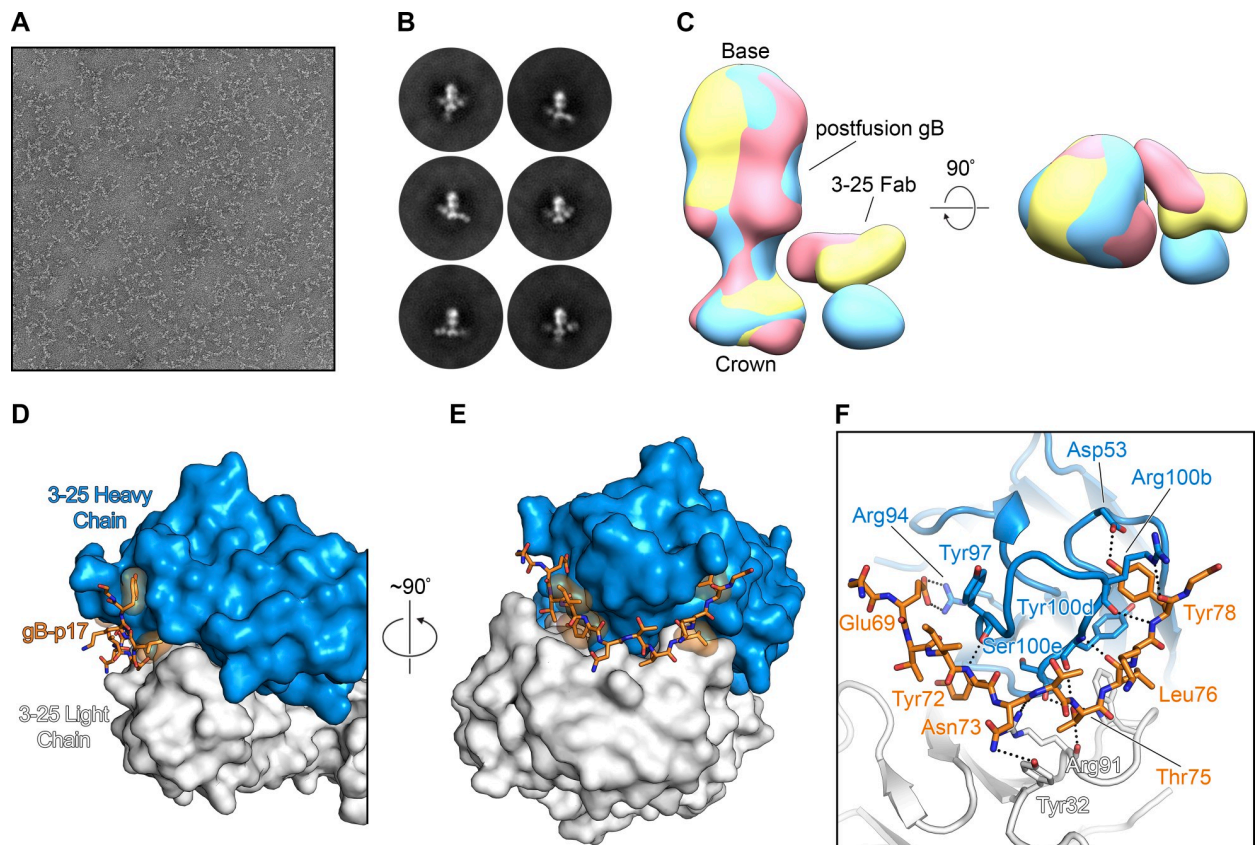 A
B
C
Base
postfusion gB
3-25 Fab
90°
Crown
D
E
F
3-25 Heavy
Chain
gB-p17
3-25 Light
Chain
~90°
Asp53
Arg100b
Arg94
Tyr97
Glu69
Tyr100d
Tyr78
Ser100e
Tyr72
Leu76
Asn73
Arg91
Thr75
Tyr32